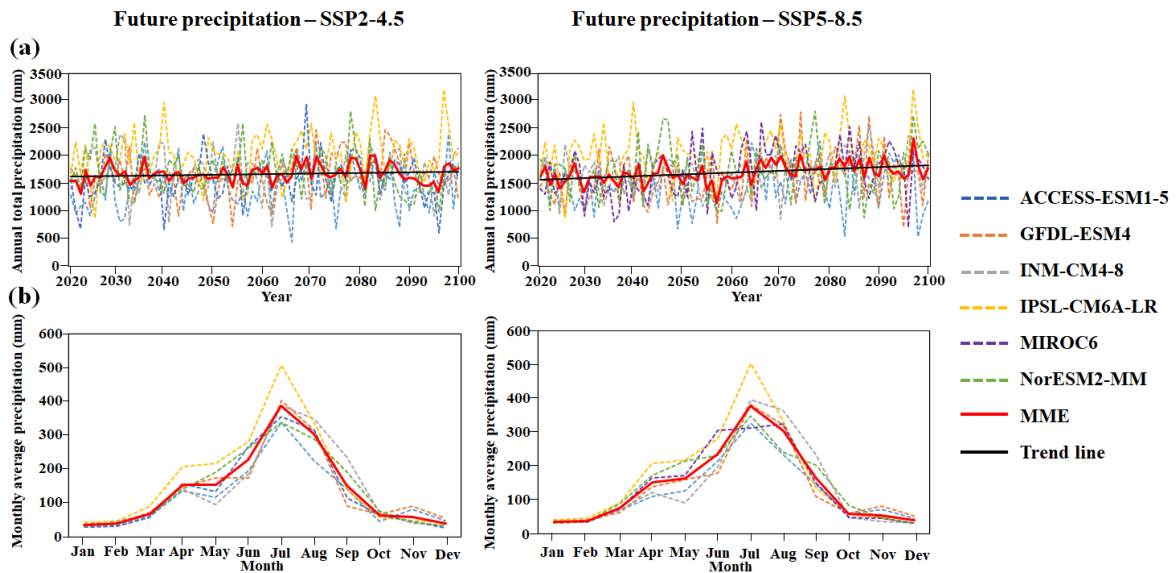 Future precipitation – SSP2-4.5
Future precipitation – SSP5-8.5
(a)
Annual total precipitation (mm)
3500
3000
2500
2000
1500
1000
500
0
2020 2030 2040 2050 2060 2070 2080 2090 2100
Year
Annual total precipitation (mm)
3500
3000
2500
2000
1500
1000
500
0
2020 2030 2040 2050 2060 2070 2080 2090 2100
Year
(b)
Monthly average precipitation (mm)
600
500
400
300
200
100
0
Jan Feb Mar Apr May Jun Jul Aug Sep Oct Nov Dev
Month
Monthly average precipitation (mm)
600
500
400
300
200
100
0
Jan Feb Mar Apr May Jun Jul Aug Sep Oct Nov Dev
Month
ACCESS-ESM1-5
GFDL-ESM4
INM-CM4-8
IPSL-CM6A-LR
MIROC6
NorESM2-MM
MME
Trend line